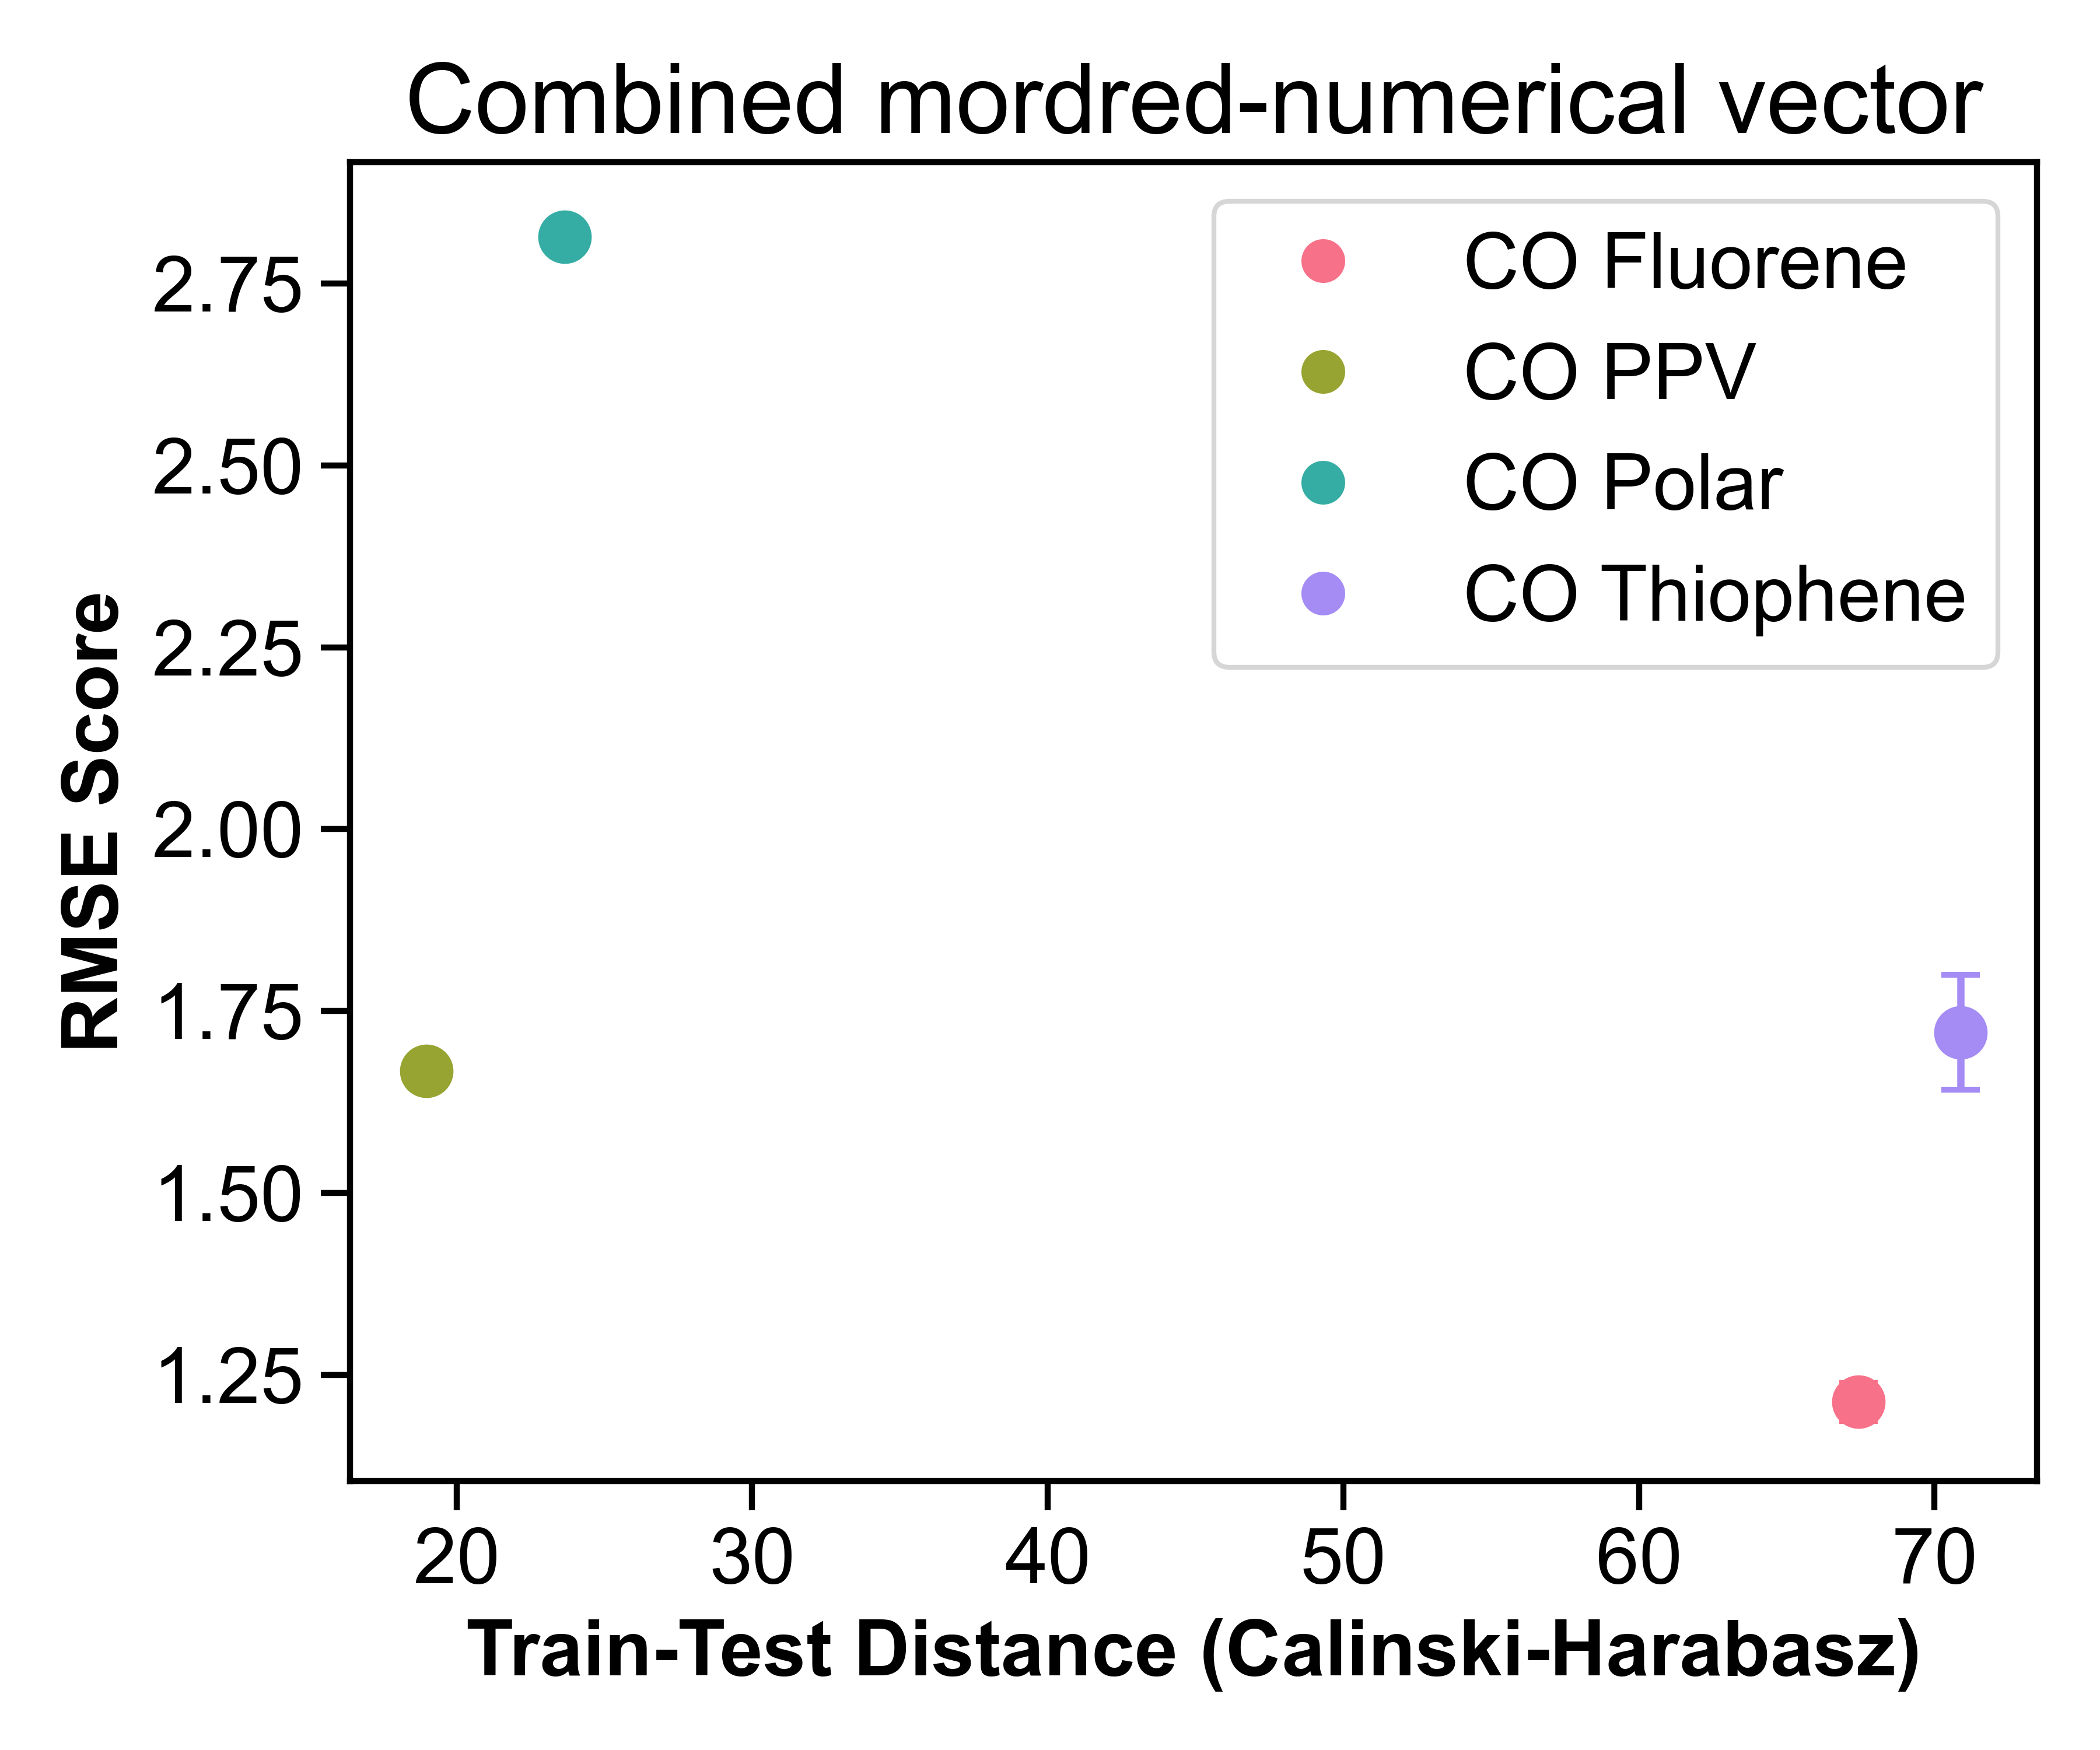 Combined mordred-numerical vector
CO Fluorene
CO PPV
CO Polar
CO Thiophene
RMSE Score
2.75
2.50
2.25
2.00
1.75
1.50
1.25
20 30 40 50 60 70
Train-Test Distance (Calinski-Harabasz)